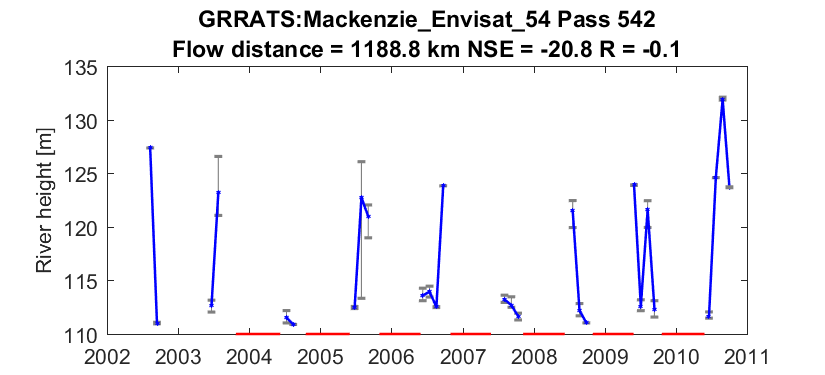 GRRATS:Mackenzie_Envisat_54 Pass 542
Flow distance = 1188.8 km NSE = -20.8 R = -0.1
135
130
125
120
115
110
River height [m]
2002 2003 2004 2005 2006 2007 2008 2009 2010 2011